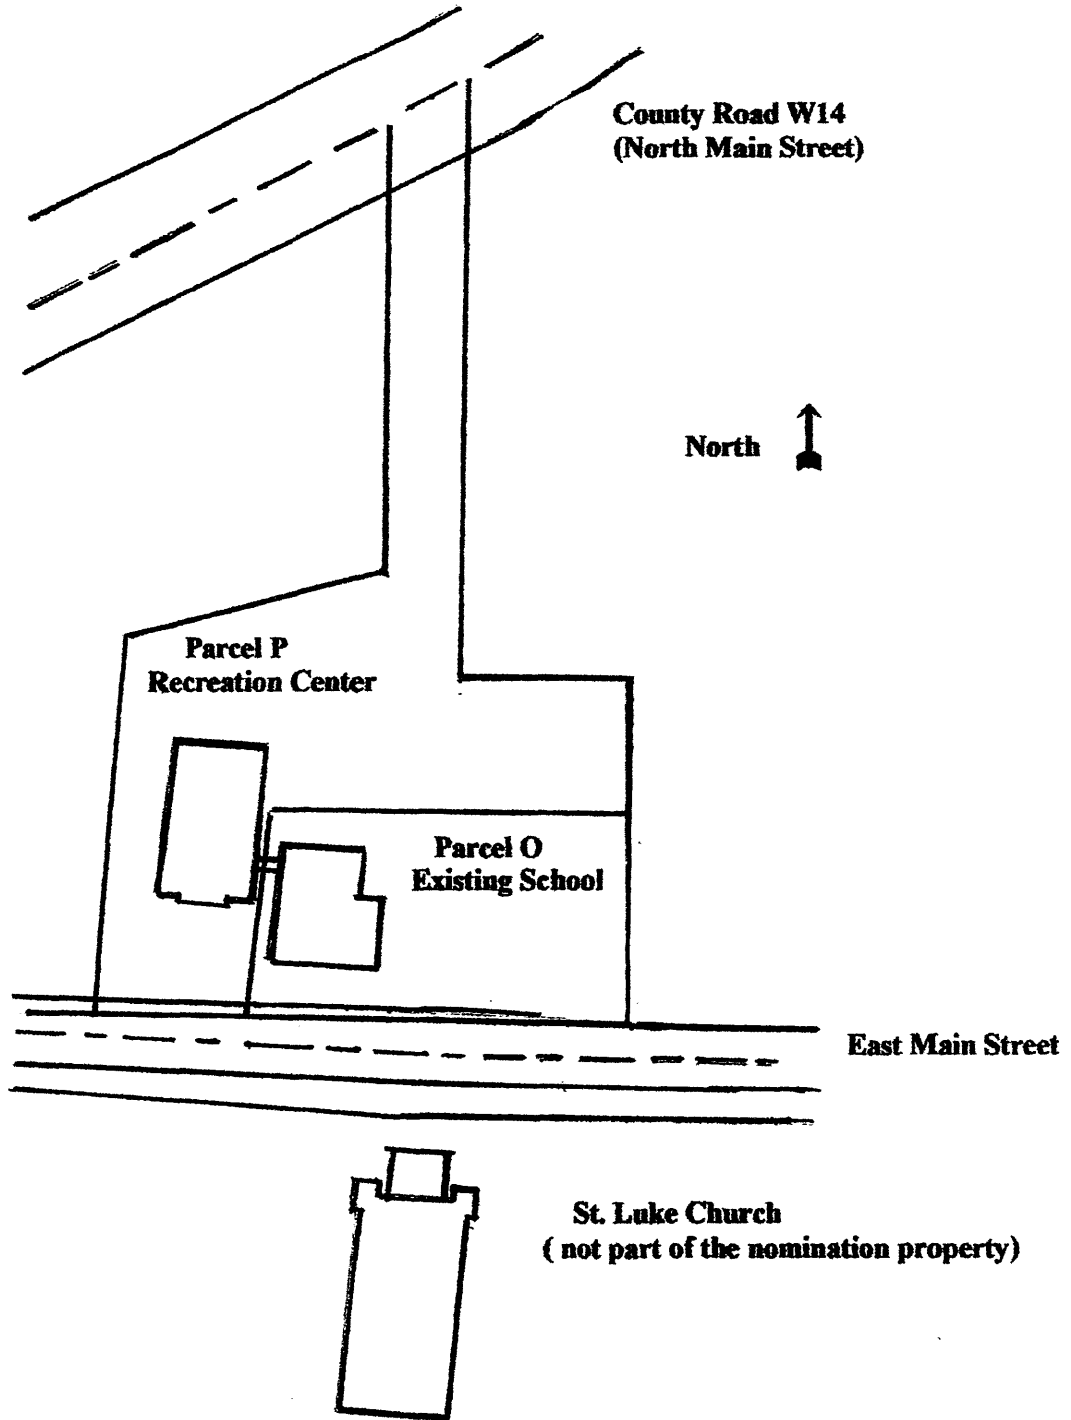 County Road W14
(North Main Street)
North
Parcel P
Recreation Center
Parcel O
Existing School
East Main Street
St. Luke Church
( not part of the nomination property)